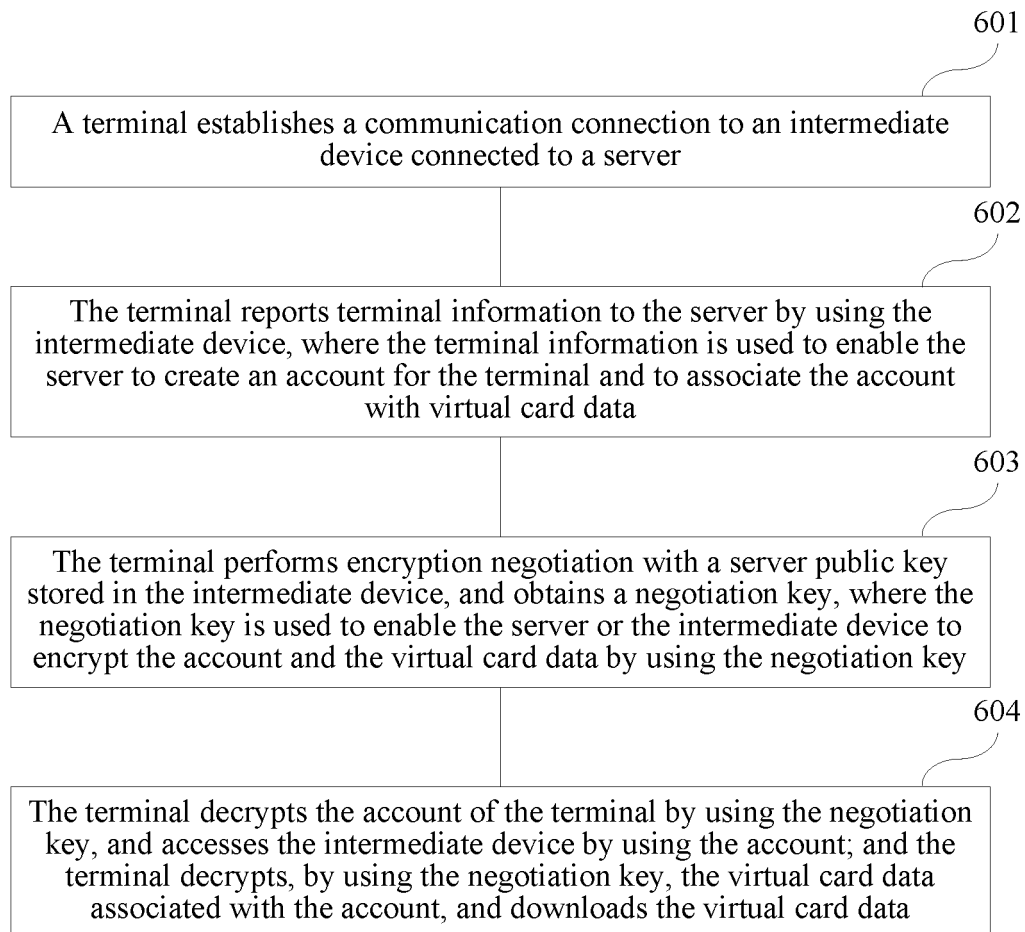 601
A terminal establishes a communication connection to an intermediate
device connected to a server
602
The terminal reports terminal information to the server by using the
intermediate device, where the terminal information is used to enable the
server to create an account for the terminal and to associate the account
with virtual card data
603
The terminal performs encryption negotiation with a server public key
stored in the intermediate device, and obtains a negotiation key, where the
negotiation key is used to enable the server or the intermediate device to
encrypt the account and the virtual card data by using the negotiation key
604
The terminal decrypts the account of the terminal by using the negotiation
key, and accesses the intermediate device by using the account; and the
terminal decrypts, by using the negotiation key, the virtual card data
associated with the account, and downloads the virtual card data